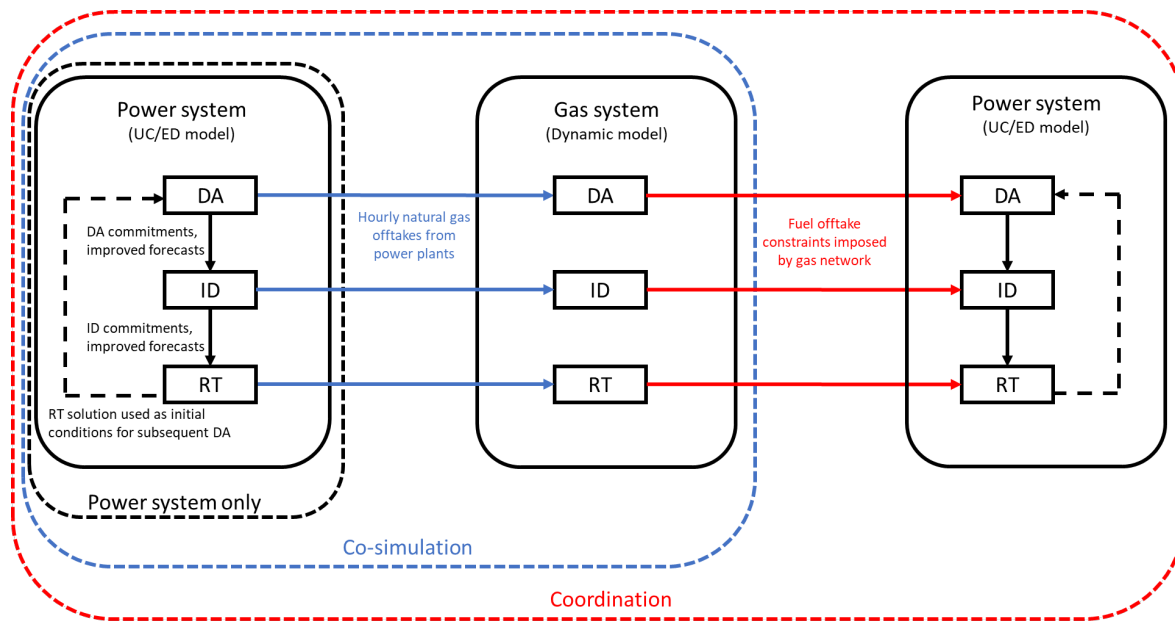 Power system
(UC/ED model)
DA
DA commitments,
improved forecasts
ID
ID commitments,
improved forecasts
RT
RT solution used as initial
conditions for subsequent DA
Power system only
Hourly natural gas
offtakes from
power plants
Gas system
(Dynamic model)
DA
ID
RT
Co-simulation
Fuel offtake
constraints imposed
by gas network
Power system
(UC/ED model)
DA
ID
RT
Coordination